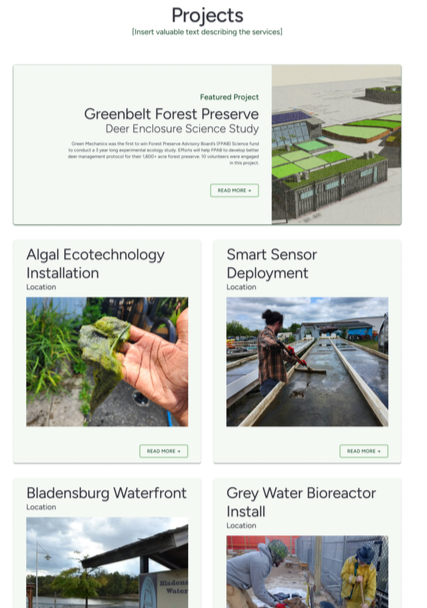 Projects
[Insert valuable text describing the services]
Featured Project
Greenbelt Forest Preserve
Deer Enclosure Science Study
Green Mechanics was the first to win Forest Preserve Advisory Board's (FPAB) Science fund
to conduct a 3 year long experimental ecology study. Efforts will help FPAB to develop better
deer management protocol for their 1,600+ acre forest preserve. 10 volunteers were engaged
in this project.
READ MORE +
Algal Ecotechnology
Installation
Location
READ MORE +
Smart Sensor
Deployment
Location
READ MORE +
Bladensburg Waterfront
Location
Bladens
Water
Grey Water Bioreactor
Install
Location